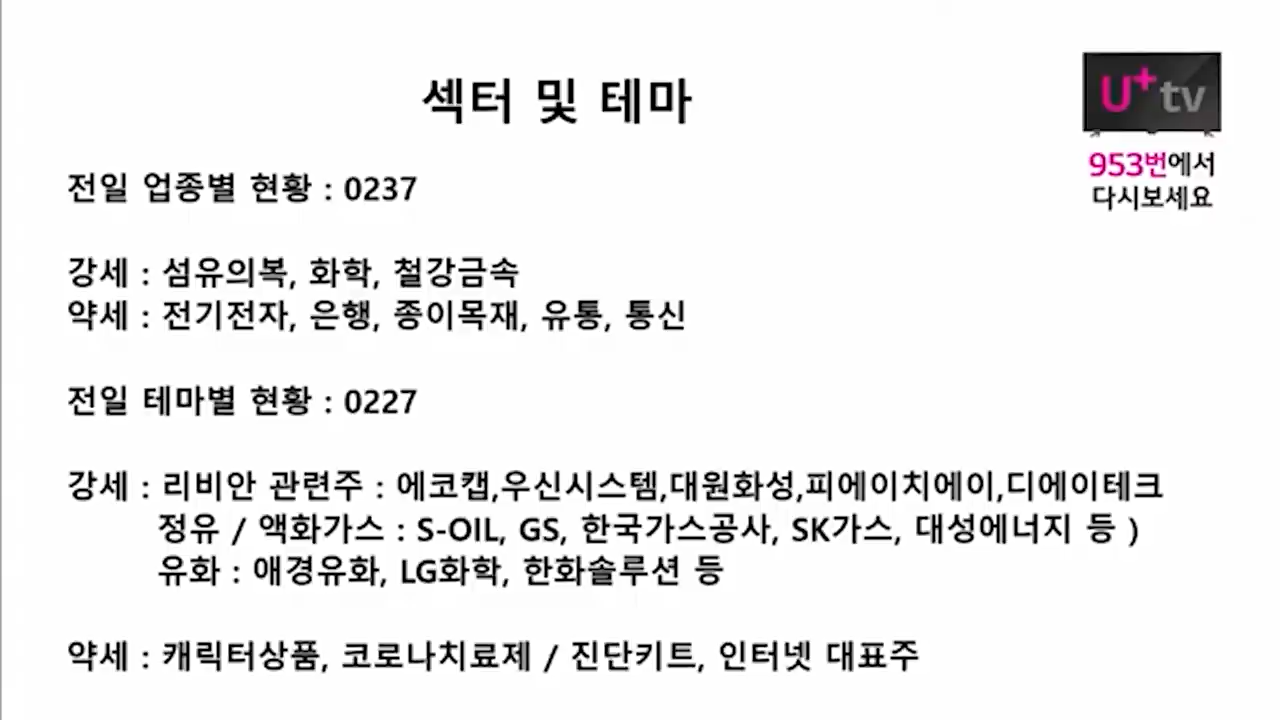 섹터 및 테마
U+tv
953번에서
다시보세요
전일 업종별 현황 : 0237
강세 : 섬유의복, 화학, 철강금속
약세 : 전기전자, 은행, 종이목재, 유통, 통신
전일 테마별 현황 : 0227
강세 : 리비안 관련주 : 에코캡,우신시스템,대원화성,피에이치에이,디에이테크
정유 / 액화가스 : S-OIL, GS, 한국가스공사, SK가스, 대성에너지 등 )
유화 : 애경유화, LG화학, 한화솔루션 등
약세 : 캐릭터상품, 코로나치료제 / 진단키트, 인터넷 대표주